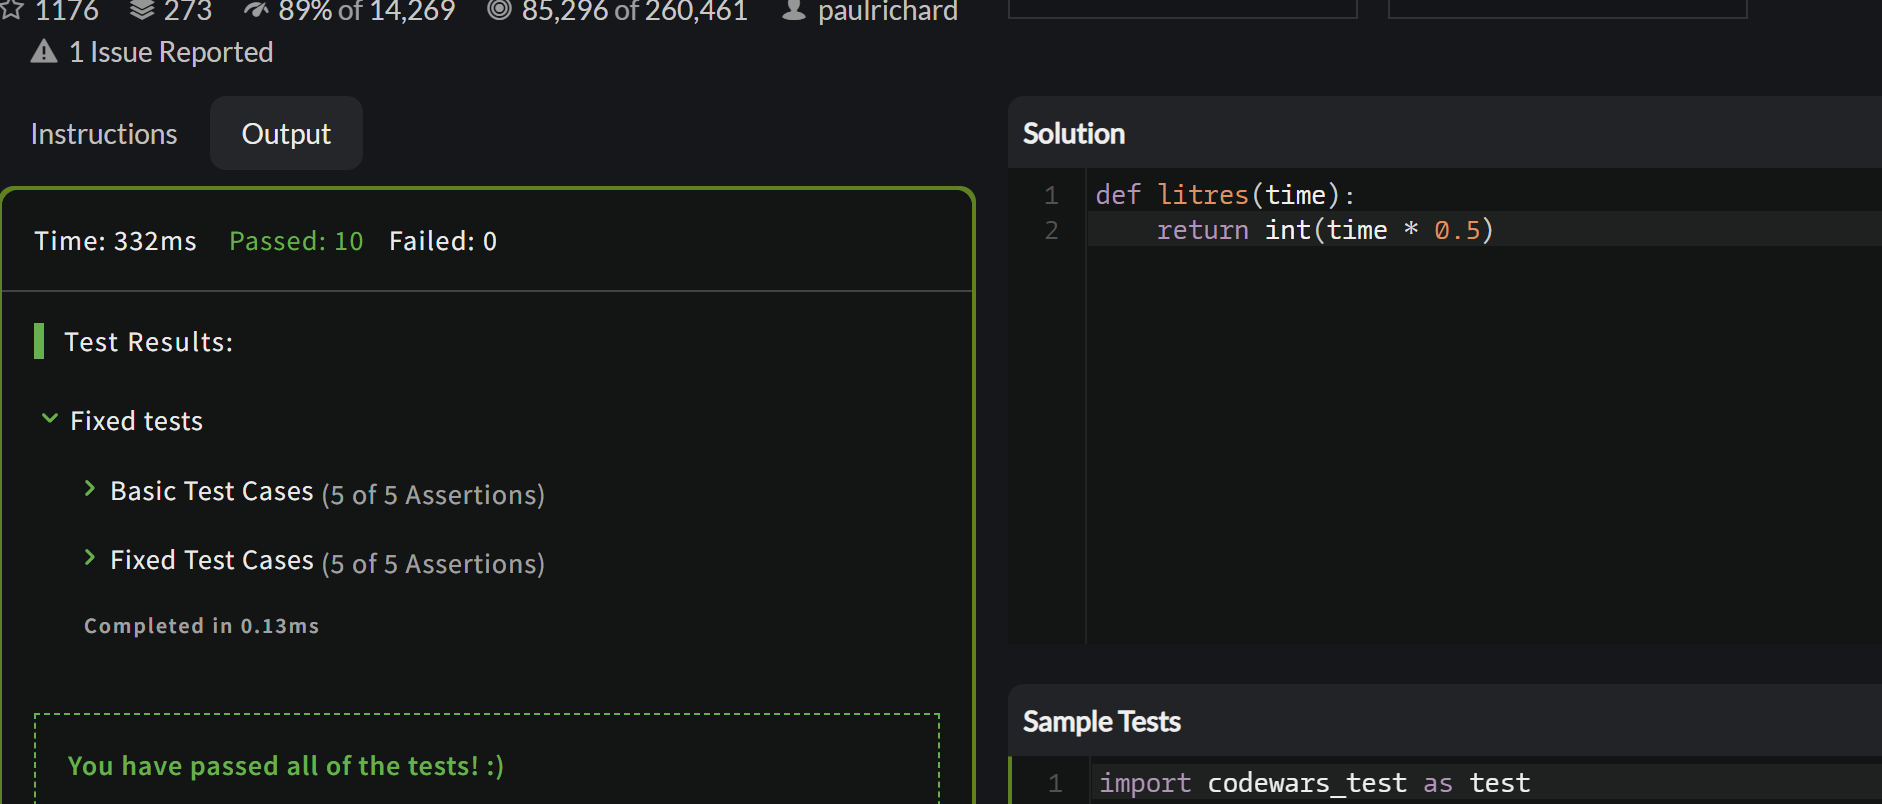 1176 273 89% of 14,269 85,296 of 260,461 paulrichard
1 Issue Reported
Instructions Output
Time: 332ms Passed: 10 Failed: 0
Test Results:
Fixed tests
Basic Test Cases (5 of 5 Assertions)
Fixed Test Cases (5 of 5 Assertions)
Completed in 0.13ms
You have passed all of the tests! :)
Solution
1 def litres(time):
2     return int(time * 0.5)
Sample Tests
1 import codewars_test as test